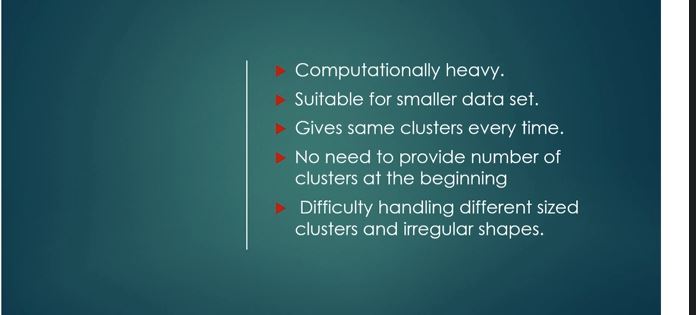 Computationally heavy.
Suitable for smaller data set.
Gives same clusters every time.
No need to provide number of
clusters at the beginning
Difficulty handling different sized
clusters and irregular shapes.